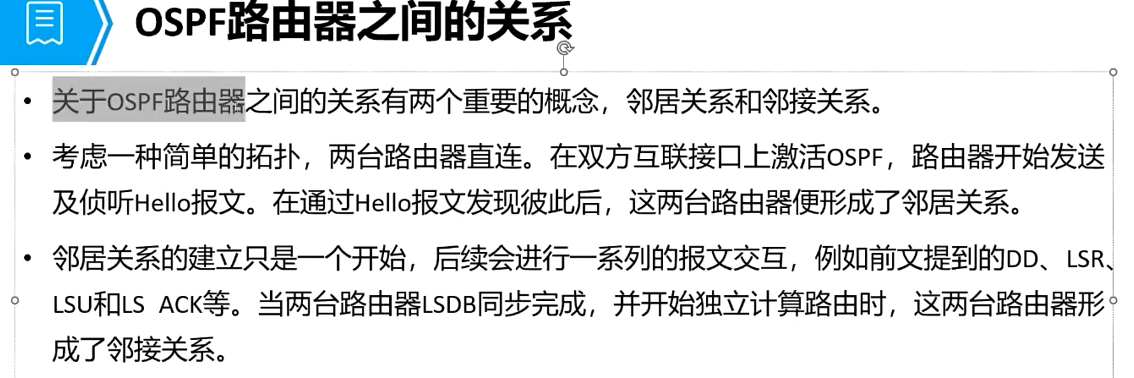 OSPF路由器之间的关系
• 关于OSPF路由器之间的关系有两个重要的概念，邻居关系和邻接关系。
• 考虑一种简单的拓扑，两台路由器直连。在双方互联接口上激活OSPF，路由器开始发送
及侦听Hello报文。在通过Hello报文发现彼此后，这两台路由器便形成了邻居关系。
• 邻居关系的建立只是一个开始，后续会进行一系列的报文交互，例如前文提到的DD、LSR、
LSU和LS ACK等。当两台路由器LSDB同步完成，并开始独立计算路由时，这两台路由器形
成了邻接关系。